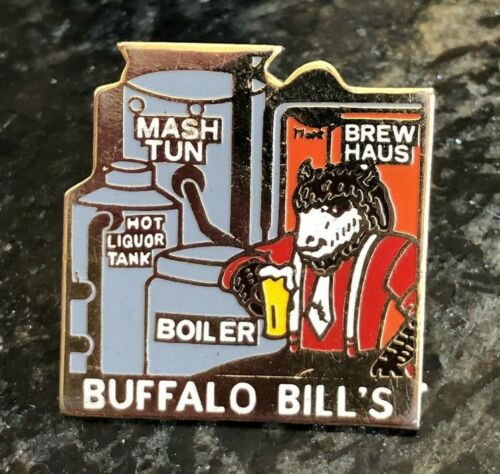 MASH
TUN
BREW
HAUS
HOT
LIQUOR
TANK
BOILER
BUFFALO BILL'S